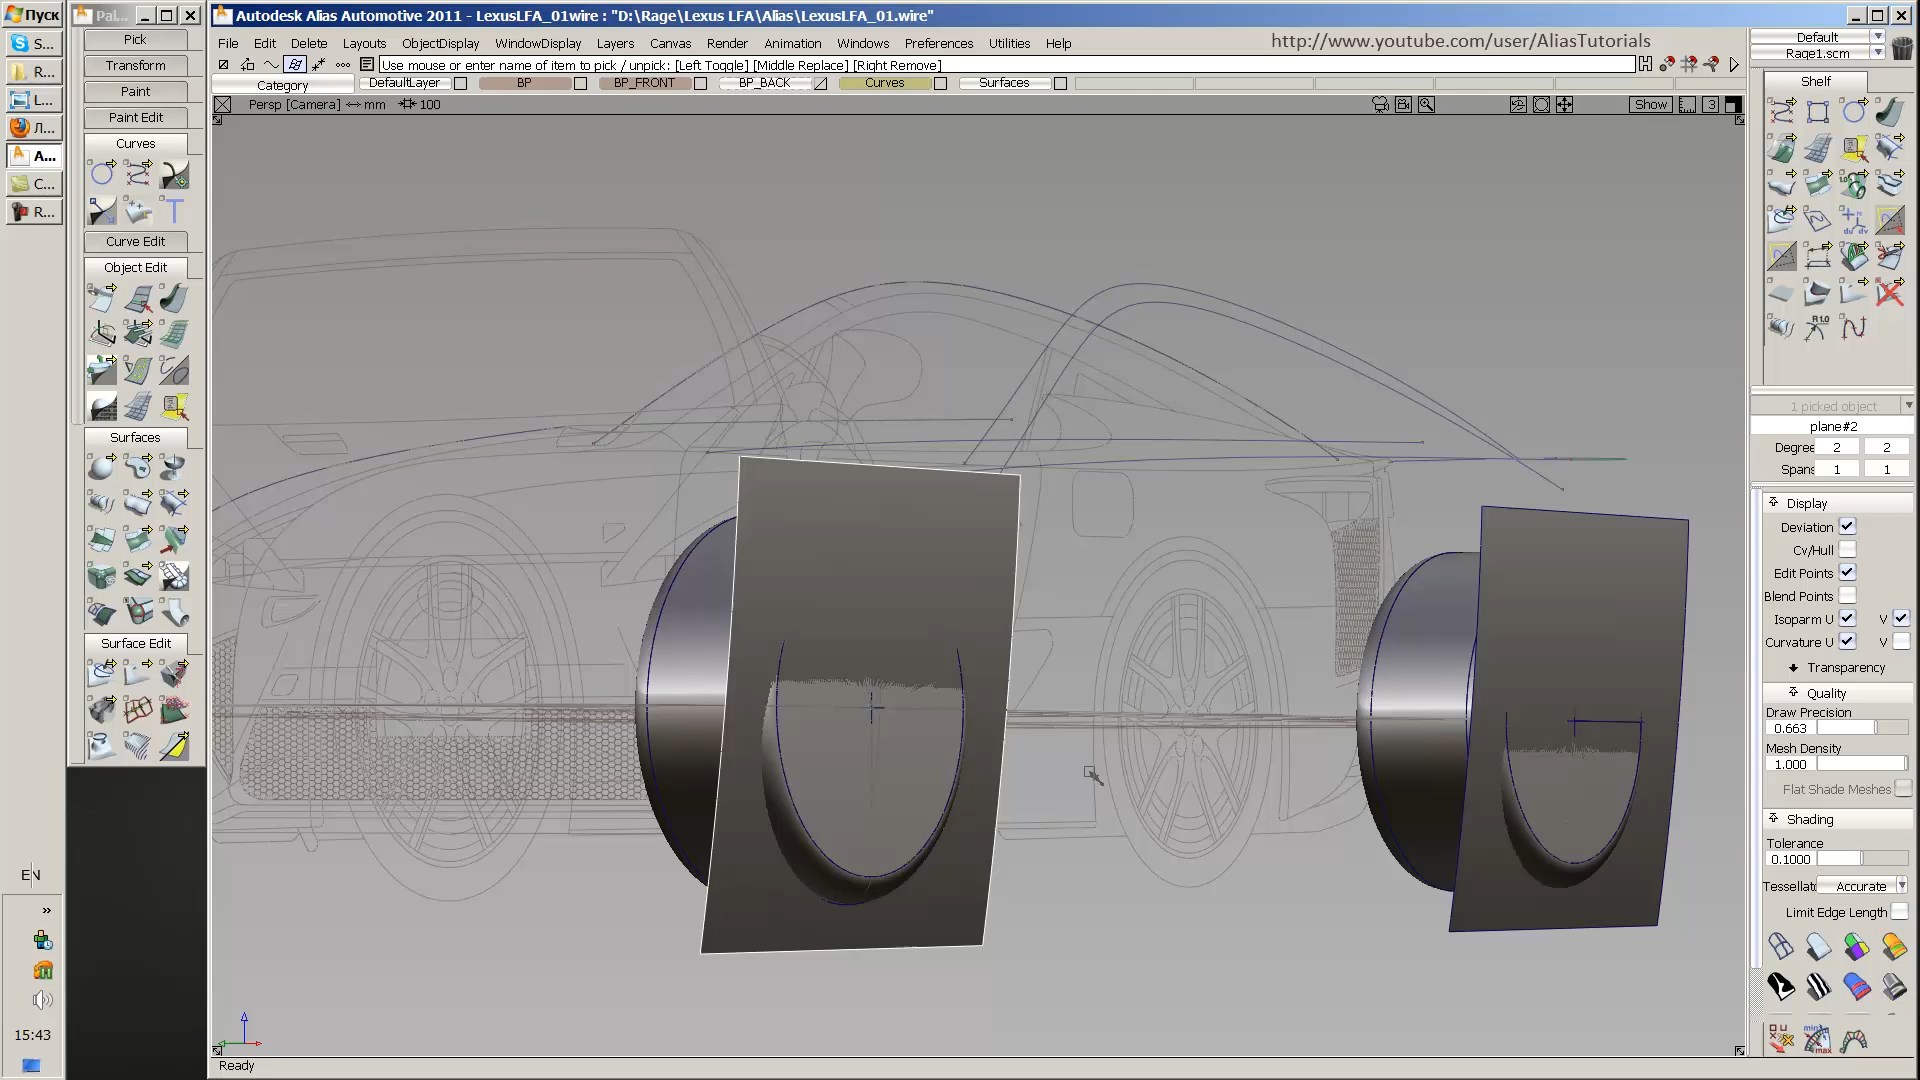 Пуск
Pal...
Autodesk Alias Automotive 2011 - LexusLFA_01wire : "D:\Rage\Lexus LFA\Alias\LexusLFA_01.wire"
Default
Rage1.scm
S...
R...
L...
Л...
A...
C...
R...
File Edit Delete Layouts ObjectDisplay WindowDisplay Layers Canvas Render Animation Windows Preferences Utilities Help
http://www.youtube.com/user/AliasTutorials
Use mouse or enter name of item to pick / unpick: [Left Toggle] [Middle Replace] [Right Remove]
Category DefaultLayer BP BP_FRONT BP_BACK Curves Surfaces
Persp [Camera] mm 100
Show 3
Pick
Transform
Paint
Paint Edit
Curves
Curve Edit
Object Edit
Surfaces
Surface Edit
Shelf
1 picked object
plane#2
Degree 2 2
Spans 1 1
Display
Deviation
Cv/Hull
Edit Points
Blend Points
Isoparm U V
Curvature U V
Transparency
Quality
Draw Precision
0.663
Mesh Density
1.000
Flat Shade Meshes
Shading
Tolerance
0.1000
Tessellat Accurate
Limit Edge Length
EN
»
15:43
Ready